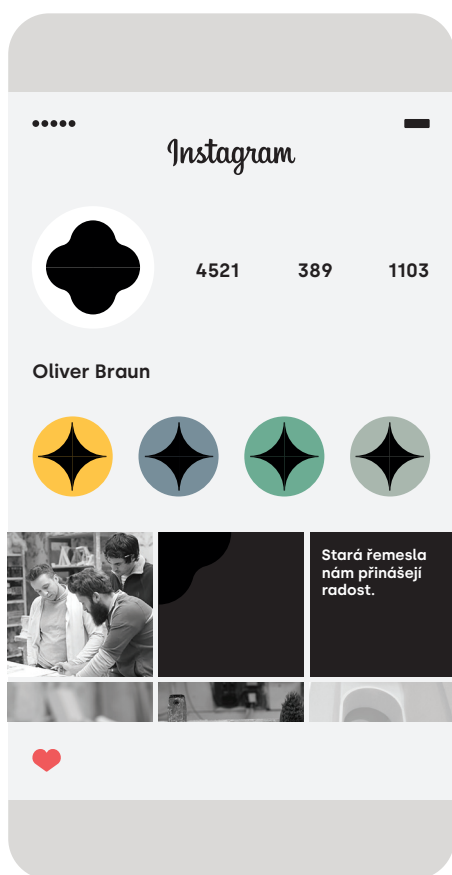 Instagram
4521 389 1103
Oliver Braun
Stará řemesla
nám přinášejí
radost.